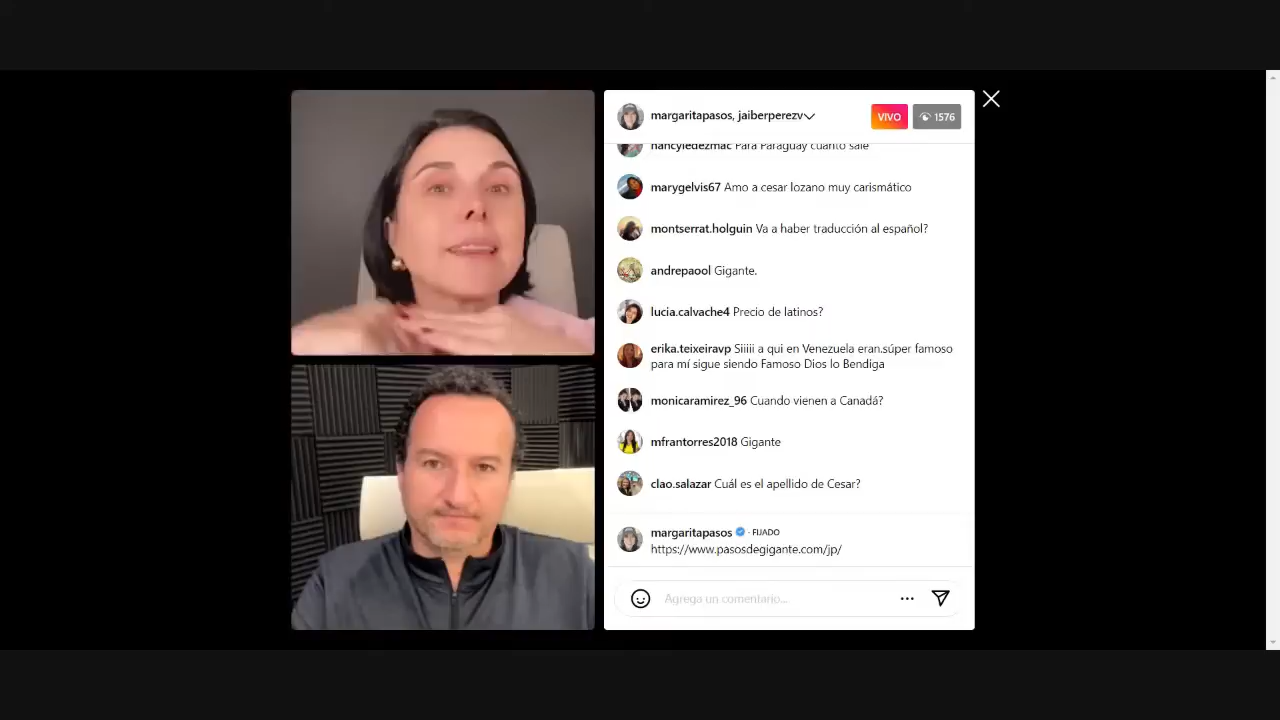 margaritapasos, jaiberperezv
VIVO 1576
nancyledezmac Para Paraguay cuanto sale
marygelvis67 Amo a cesar lozano muy carismático
montserrat.holguin Va a haber traducción al español?
andrepaool Gigante.
lucia.calvache4 Precio de latinos?
erika.teixeiravp Siiiii a qui en Venezuela eran.súper famoso
para mí sigue siendo Famoso Dios lo Bendiga
monicaramirez_96 Cuando vienen a Canadá?
mfrantorres2018 Gigante
clao.salazar Cuál es el apellido de Cesar?
margaritapasos · FIJADO
https://www.pasosdegigante.com/jp/
Agrega un comentario...